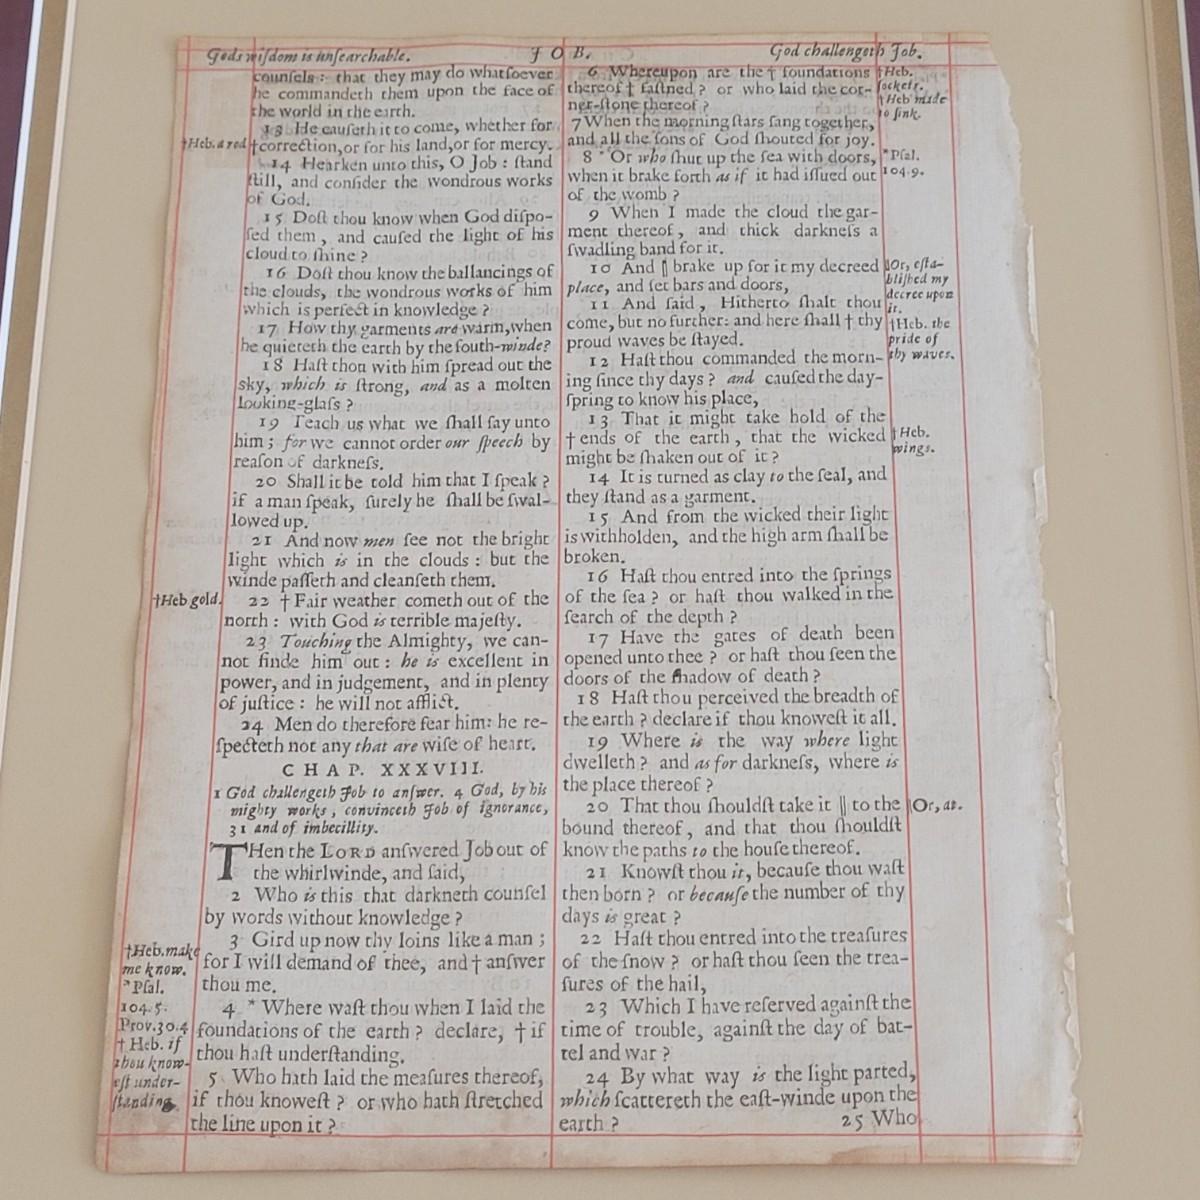 Gods wiſdom is unſearchable.
J O B.
God challengeth Job.
counſels: that they may do whatſoever
he commandeth them upon the face of
the world in the earth.
13 He cauſeth it to come, whether for
†Heb. a rod
†correction, or for his land, or for mercy.
14 Hearken unto this, O Job: ſtand
ſtill, and conſider the wondrous works
of God.
15 Doſt thou know when God diſpo-
ſed them, and cauſed the light of his
cloud to ſhine?
16 Doſt thou know the ballancings of
the clouds, the wondrous works of him
which is perfect in knowledge?
17 How thy garments are warm, when
he quieteth the earth by the ſouth-winde?
18 Haſt thou with him ſpread out the
sky, which is ſtrong, and as a molten
looking-glaſs?
19 Teach us what we ſhall ſay unto
him; for we cannot order our ſpeech by
reaſon of darkneſs.
20 Shall it be told him that I ſpeak?
if a man ſpeak, ſurely he ſhall be ſwal-
lowed up.
21 And now men ſee not the bright
light which is in the clouds: but the
winde paſſeth and cleanſeth them.
†Heb gold.
22 †Fair weather cometh out of the
north: with God is terrible majeſty.
23 Touching the Almighty, we can-
not finde him out: he is excellent in
power, and in judgement, and in plenty
of juſtice: he will not afflict.
24 Men do therefore fear him: he re-
ſpecteth not any that are wiſe of heart.
CHAP. XXXVIII.
1 God challengeth Job to anſwer. 4 God, by his
mighty works, convinceth Job of ignorance,
31 and of imbecillity.
THen the LORD anſwered Job out of
the whirlwinde, and ſaid,
2 Who is this that darkneth counſel
by words without knowledge?
3 Gird up now thy loins like a man;
for I will demand of thee, and † anſwer
thou me.
†Heb. make
me know.
*Pſal.
104.5.
Prov.30.4
† Heb. if
thou know-
eſt under-
ſtanding.
4 * Where waſt thou when I laid the
foundations of the earth? declare, † if
thou haſt underſtanding.
5 Who hath laid the meaſures thereof,
if thou knoweſt? or who hath ſtretched
the line upon it?
6 Whereupon are the † foundations
thereof † faſtned? or who laid the cor-
ner-ſtone thereof?
†Heb.
ſockets.
†Heb made
to ſink.
7 When the morning ſtars ſang together,
and all the ſons of God ſhouted for joy.
8 * Or who ſhut up the ſea with doors,
when it brake forth as if it had iſſued out
of the womb?
*Pſal.
104.9.
9 When I made the cloud the gar-
ment thereof, and thick darkneſs a
ſwadling band for it.
10 And ‖ brake up for it my decreed
place, and ſet bars and doors,
‖Or, eſta-
bliſhed my
decree upon
it.
11 And ſaid, Hitherto ſhalt thou
come, but no further: and here ſhall † thy
proud waves be ſtayed.
†Heb. the
pride of
thy waves.
12 Haſt thou commanded the morn-
ing ſince thy days? and cauſed the day-
ſpring to know his place,
13 That it might take hold of the
† ends of the earth, that the wicked
might be ſhaken out of it?
†Heb.
wings.
14 It is turned as clay to the ſeal, and
they ſtand as a garment.
15 And from the wicked their light
is withholden, and the high arm ſhall be
broken.
16 Haſt thou entred into the ſprings
of the ſea? or haſt thou walked in the
ſearch of the depth?
17 Have the gates of death been
opened unto thee? or haſt thou ſeen the
doors of the ſhadow of death?
18 Haſt thou perceived the breadth of
the earth? declare if thou knoweſt it all.
19 Where is the way where light
dwelleth? and as for darkneſs, where is
the place thereof?
20 That thou ſhouldſt take it ‖ to the
‖Or, at.
bound thereof, and that thou ſhouldſt
know the paths to the houſe thereof.
21 Knowſt thou it, becauſe thou waſt
then born? or becauſe the number of thy
days is great?
22 Haſt thou entred into the treaſures
of the ſnow? or haſt thou ſeen the trea-
ſures of the hail,
23 Which I have reſerved againſt the
time of trouble, againſt the day of bat-
tel and war?
24 By what way is the light parted,
which ſcattereth the eaſt-winde upon the
earth?
25 Who